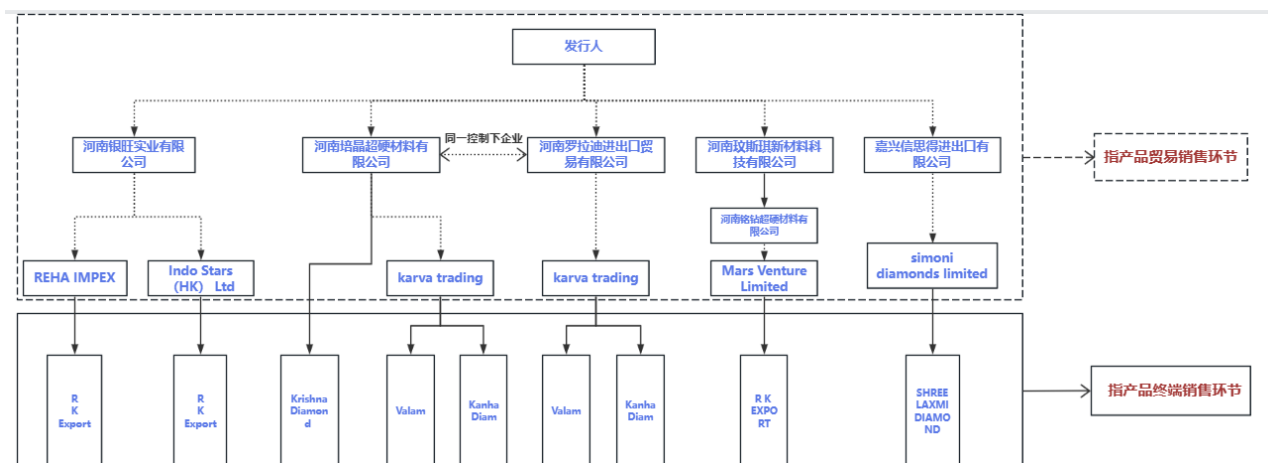 发行人
同一控制下企业
河南银旺实业有限
公司
河南培晶超硬材料有
限公司
河南罗拉迪进出口贸
易有限公司
河南玟斯琪新材料科
技有限公司
嘉兴信思得进出口有
限公司
指产品贸易销售环节
河南铭钻超硬材料有
限公司
REHA IMPEX
Indo Stars
(HK) Ltd
karva trading
karva trading
Mars Venture
Limited
simoni
diamonds limited
R
K
Export
R
K
Export
Krishna
Diamon
d
Valam
Kanha
Diam
Valam
Kanha
Diam
R K
EXPO
RT
SHREE
LAXMI
DIAMO
ND
指产品终端销售环节